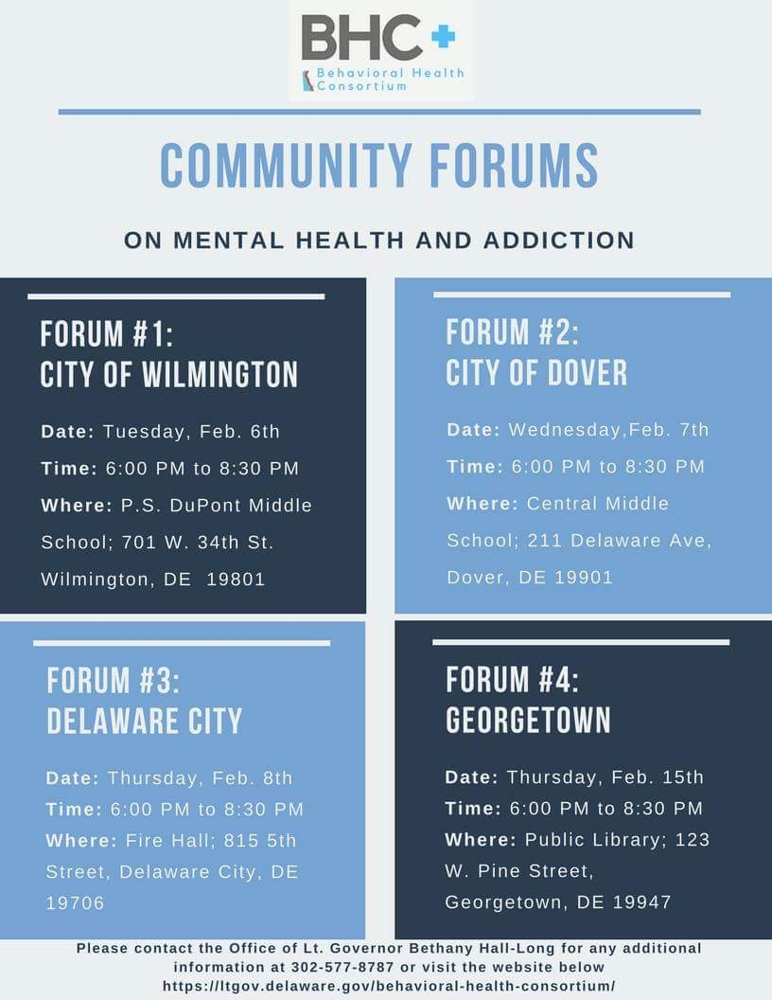 BHC+
Behavioral Health
Consortium
COMMUNITY FORUMS
ON MENTAL HEALTH AND ADDICTION
FORUM #1:
CITY OF WILMINGTON
Date: Tuesday, Feb. 6th
Time: 6:00 PM to 8:30 PM
Where: P.S. DuPont Middle
School; 701 W. 34th St.
Wilmington, DE  19801
FORUM #2:
CITY OF DOVER
Date: Wednesday,Feb. 7th
Time: 6:00 PM to 8:30 PM
Where: Central Middle
School; 211 Delaware Ave,
Dover, DE 19901
FORUM #3:
DELAWARE CITY
Date: Thursday, Feb. 8th
Time: 6:00 PM to 8:30 PM
Where: Fire Hall; 815 5th
Street, Delaware City, DE
19706
FORUM #4:
GEORGETOWN
Date: Thursday, Feb. 15th
Time: 6:00 PM to 8:30 PM
Where: Public Library; 123
W. Pine Street,
Georgetown, DE 19947
Please contact the Office of Lt. Governor Bethany Hall-Long for any additional
information at 302-577-8787 or visit the website below
https://ltgov.delaware.gov/behavioral-health-consortium/